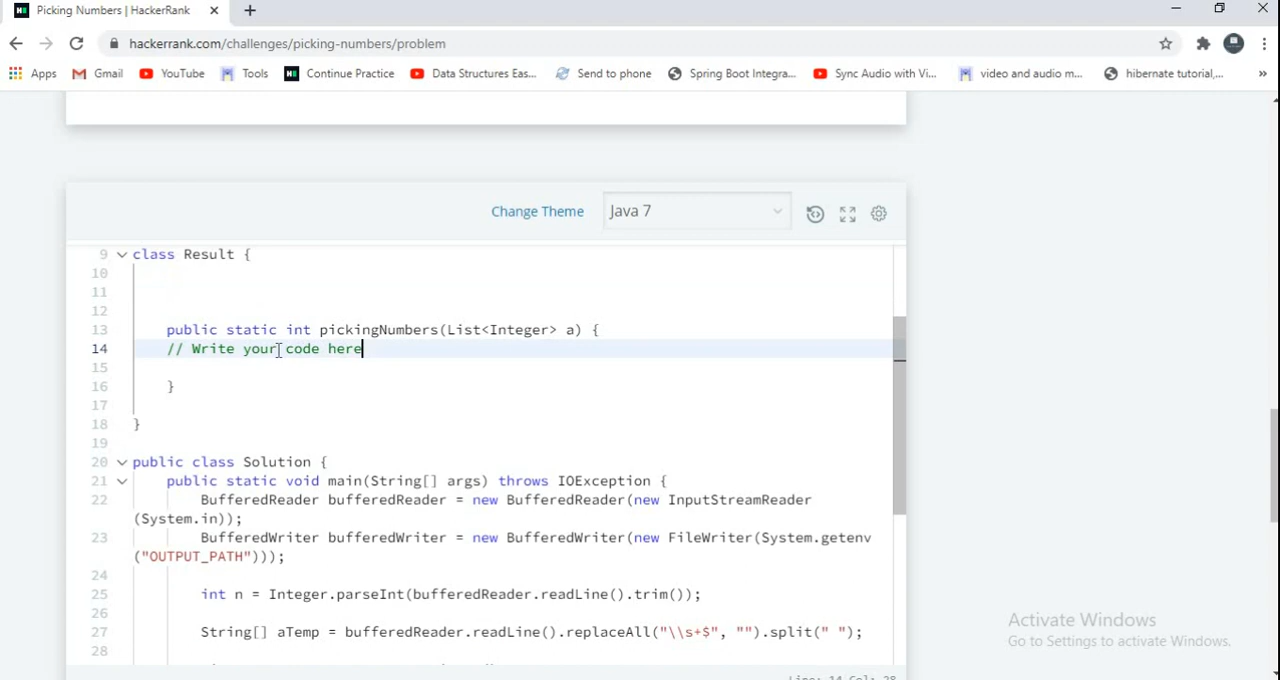 Picking Numbers | HackerRank
hackerrank.com/challenges/picking-numbers/problem
Apps Gmail YouTube Tools Continue Practice Data Structures Eas... Send to phone Spring Boot Integra... Sync Audio with Vi... video and audio m... hibernate tutorial,... »
Change Theme Java 7
9 class Result {
10
11
12
13 public static int pickingNumbers(List<Integer> a) {
14 // Write your code here
15
16 }
17
18 }
19
20 public class Solution {
21 public static void main(String[] args) throws IOException {
22 BufferedReader bufferedReader = new BufferedReader(new InputStreamReader
(System.in));
23 BufferedWriter bufferedWriter = new BufferedWriter(new FileWriter(System.getenv
("OUTPUT_PATH")));
24
25 int n = Integer.parseInt(bufferedReader.readLine().trim());
26
27 String[] aTemp = bufferedReader.readLine().replaceAll("\\s+$", "").split(" ");
28
Activate Windows
Go to Settings to activate Windows.
Line: 14 Col: 28